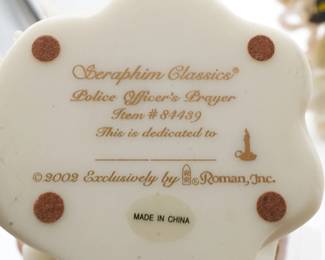 Seraphim Classics®
Police Officer's Prayer
Item # 84439
This is dedicated to
© 2002 Exclusively by ® Roman, Inc.
MADE IN CHINA